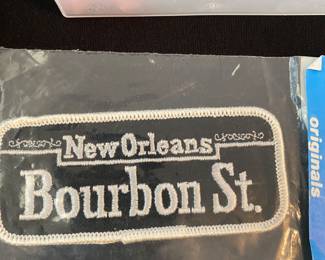 New Orleans
Bourbon St.
originals